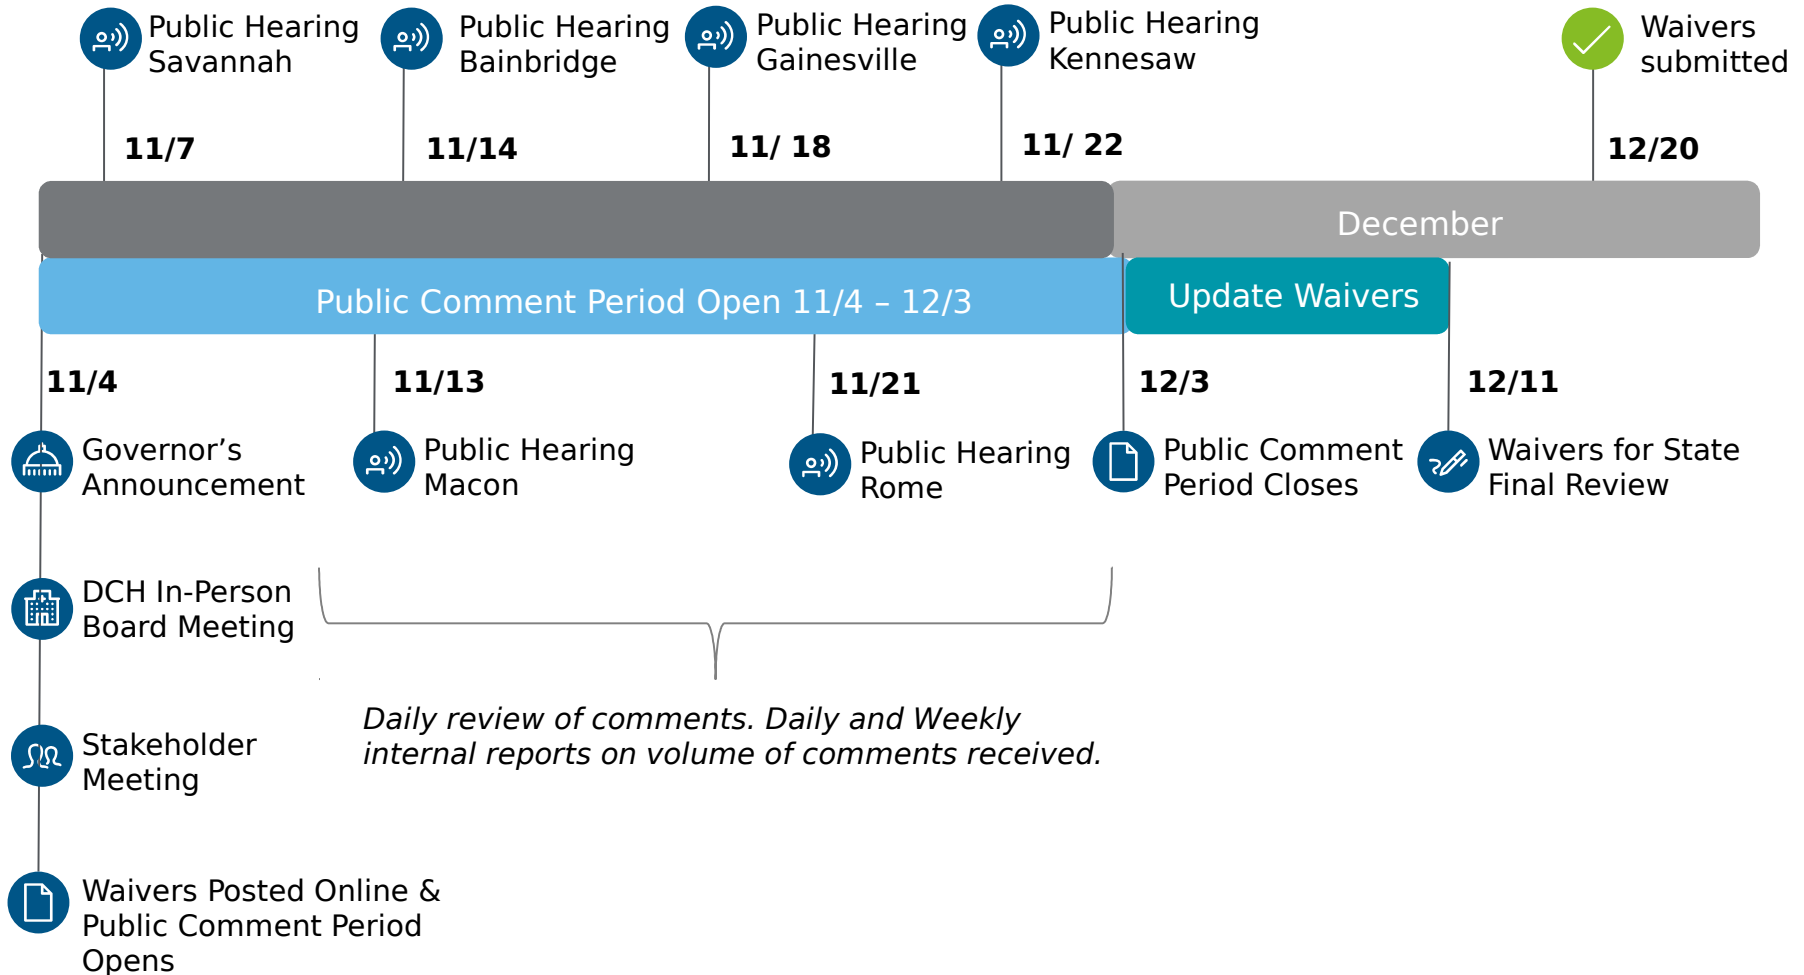 Public Hearing
Savannah
Public Hearing
Bainbridge
Public Hearing
Gainesville
Public Hearing
Kennesaw
Waivers
submitted
11/7
11/14
11/ 18
11/ 22
12/20
December
Public Comment Period Open 11/4 – 12/3
Update Waivers
11/4
11/13
11/21
12/3
12/11
Governor’s
Announcement
Public Hearing
Macon
Public Hearing
Rome
Public Comment
Period Closes
Waivers for State
Final Review
DCH In-Person
Board Meeting
Daily review of comments. Daily and Weekly
internal reports on volume of comments received.
Stakeholder
Meeting
Waivers Posted Online &
Public Comment Period
Opens